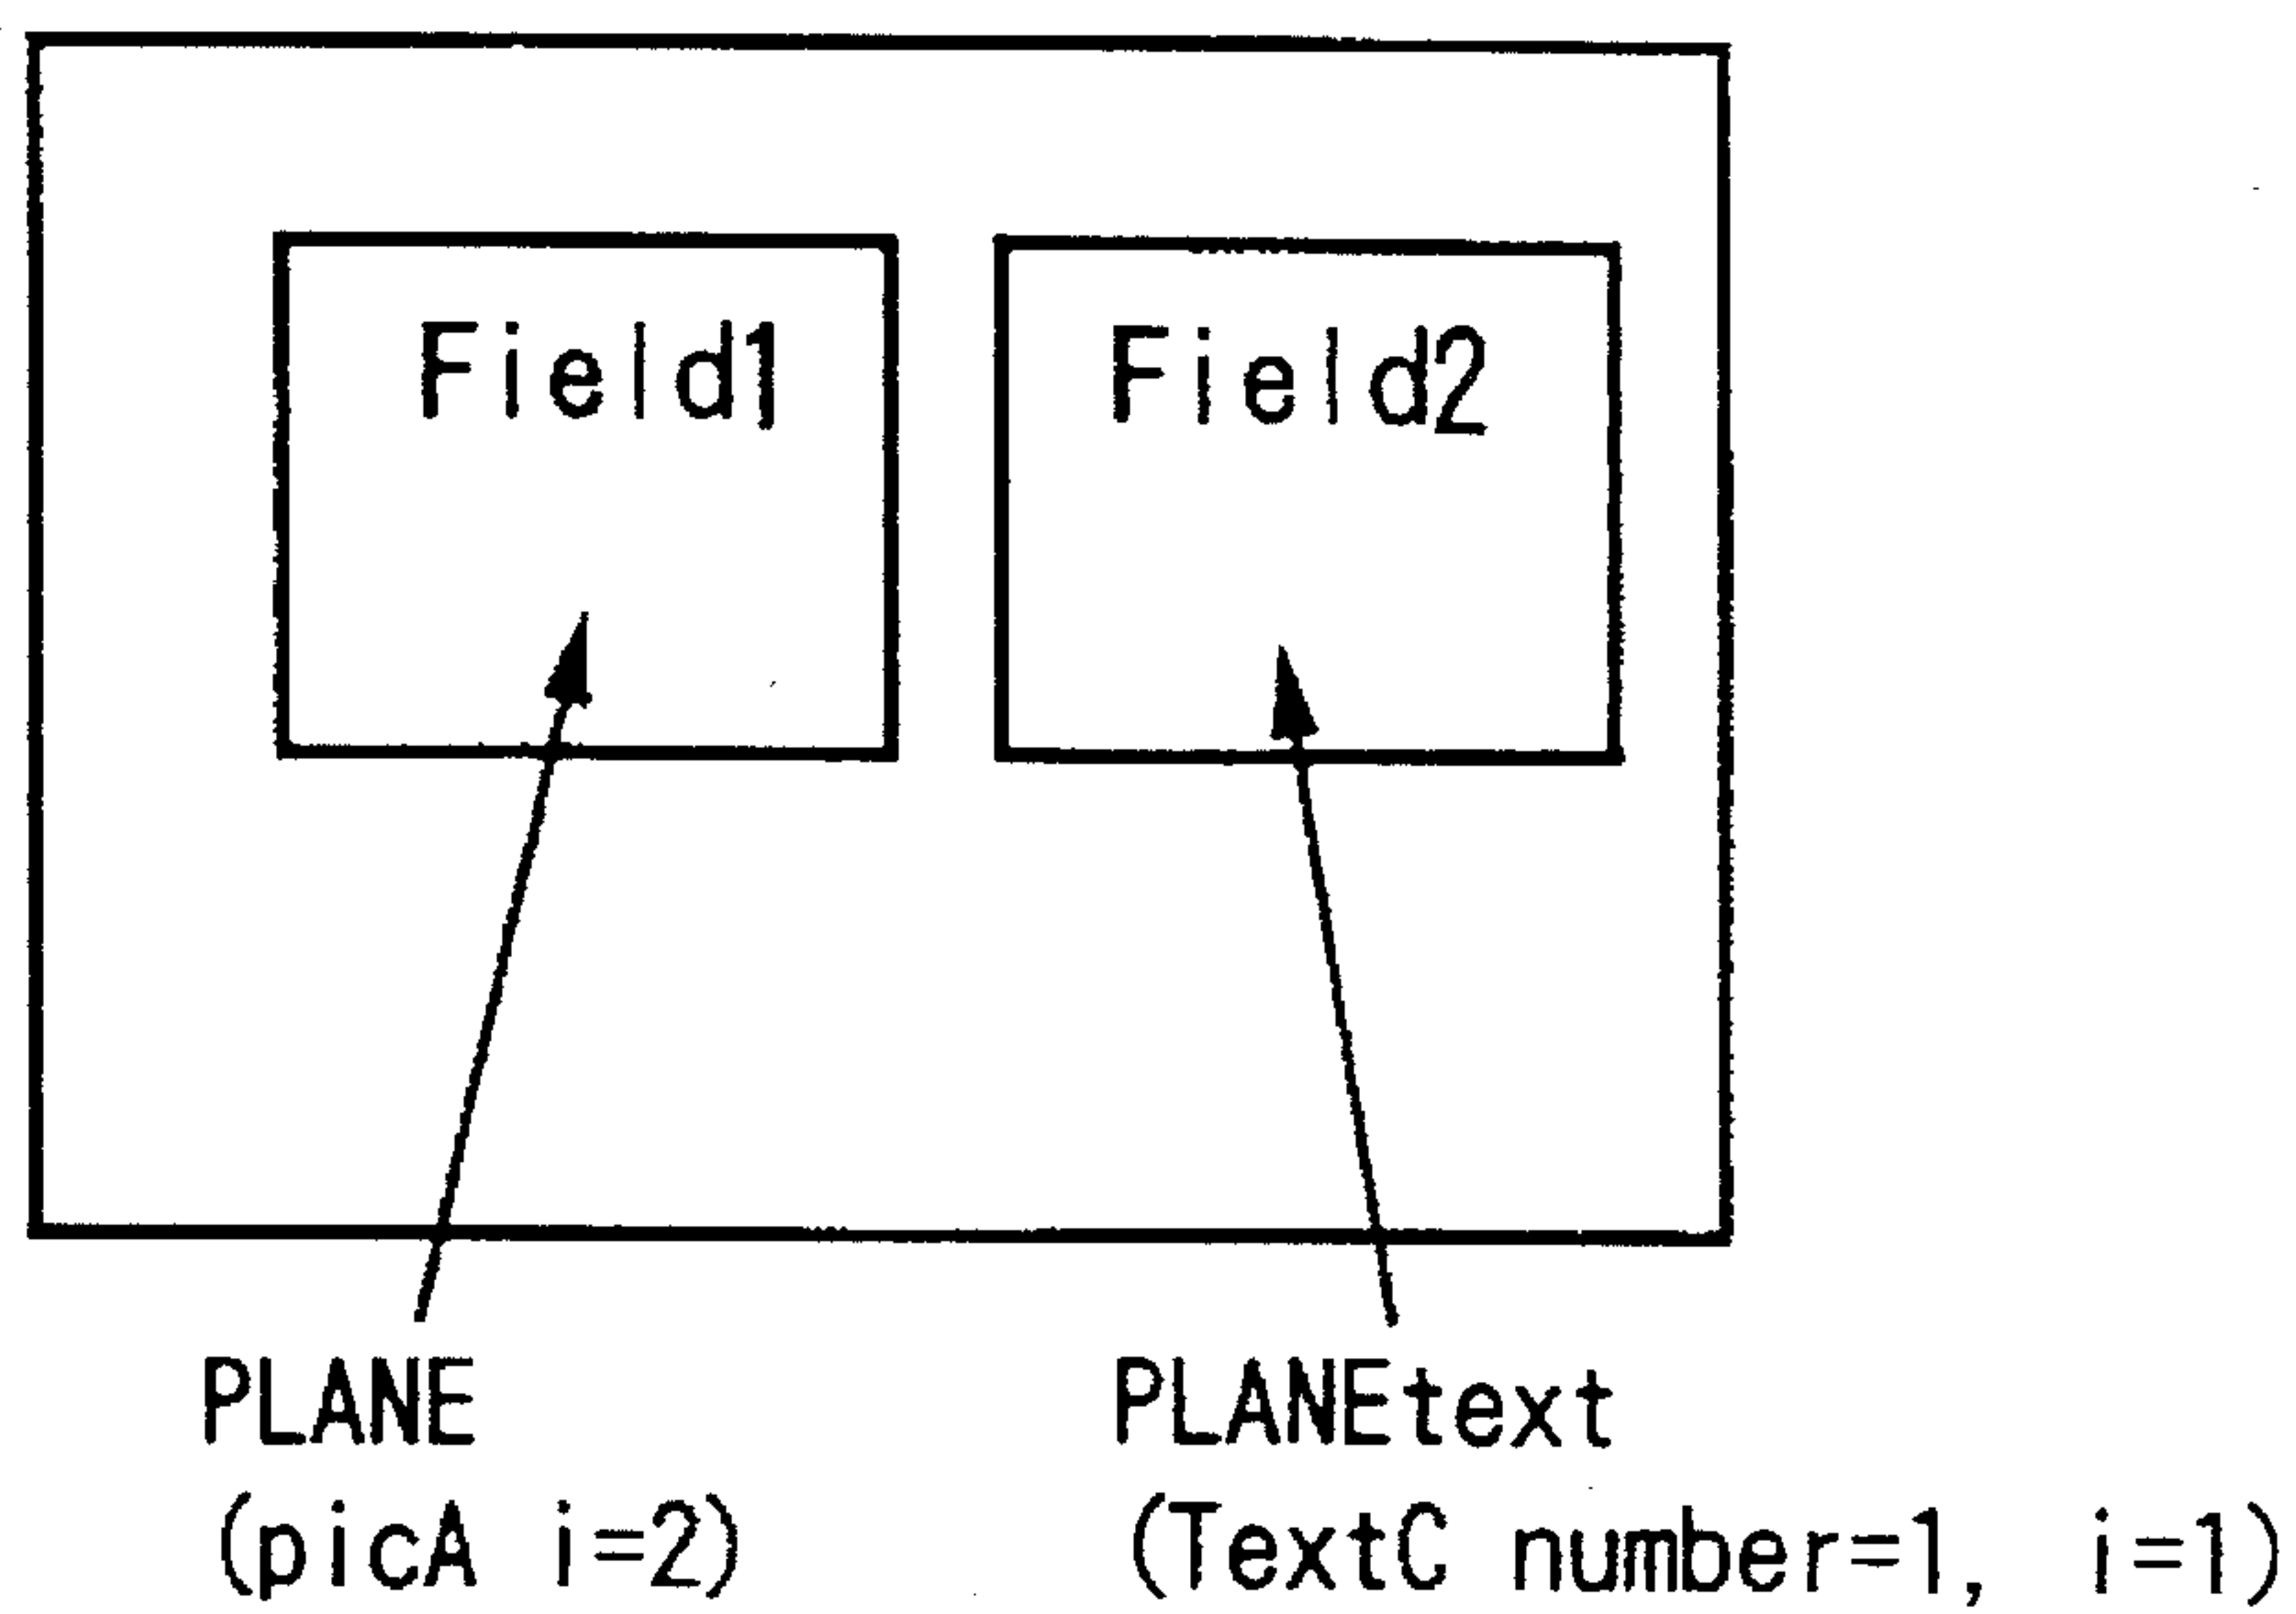 Field1 Field2
PLANE PLANEtext
(picA i=2) (TextC number=1, i=1)